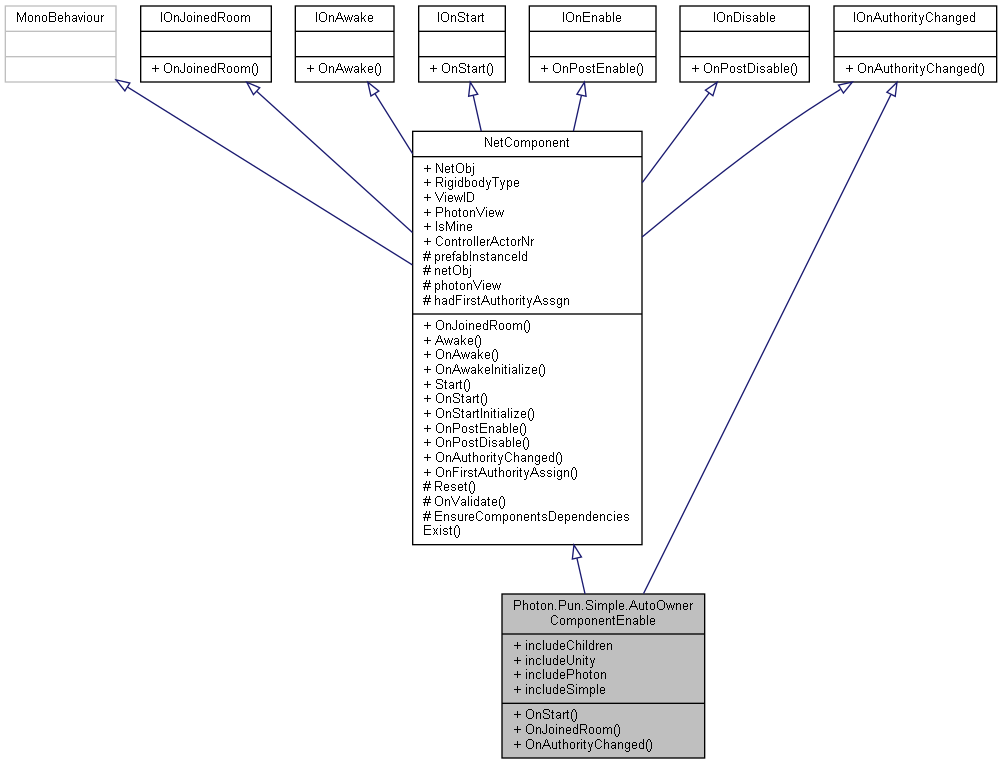 MonoBehaviour
IOnJoinedRoom
+ OnJoinedRoom()
IOnAwake
+ OnAwake()
IOnStart
+ OnStart()
IOnEnable
+ OnPostEnable()
IOnDisable
+ OnPostDisable()
IOnAuthorityChanged
+ OnAuthorityChanged()
NetComponent
+ NetObj
+ RigidbodyType
+ ViewID
+ PhotonView
+ IsMine
+ ControllerActorNr
# prefabInstanceId
# netObj
# photonView
# hadFirstAuthorityAssgn
+ OnJoinedRoom()
+ Awake()
+ OnAwake()
+ OnAwakeInitialize()
+ Start()
+ OnStart()
+ OnStartInitialize()
+ OnPostEnable()
+ OnPostDisable()
+ OnAuthorityChanged()
+ OnFirstAuthorityAssign()
# Reset()
# OnValidate()
# EnsureComponentsDependencies
Exist()
Photon.Pun.Simple.AutoOwner
ComponentEnable
+ includeChildren
+ includeUnity
+ includePhoton
+ includeSimple
+ OnStart()
+ OnJoinedRoom()
+ OnAuthorityChanged()